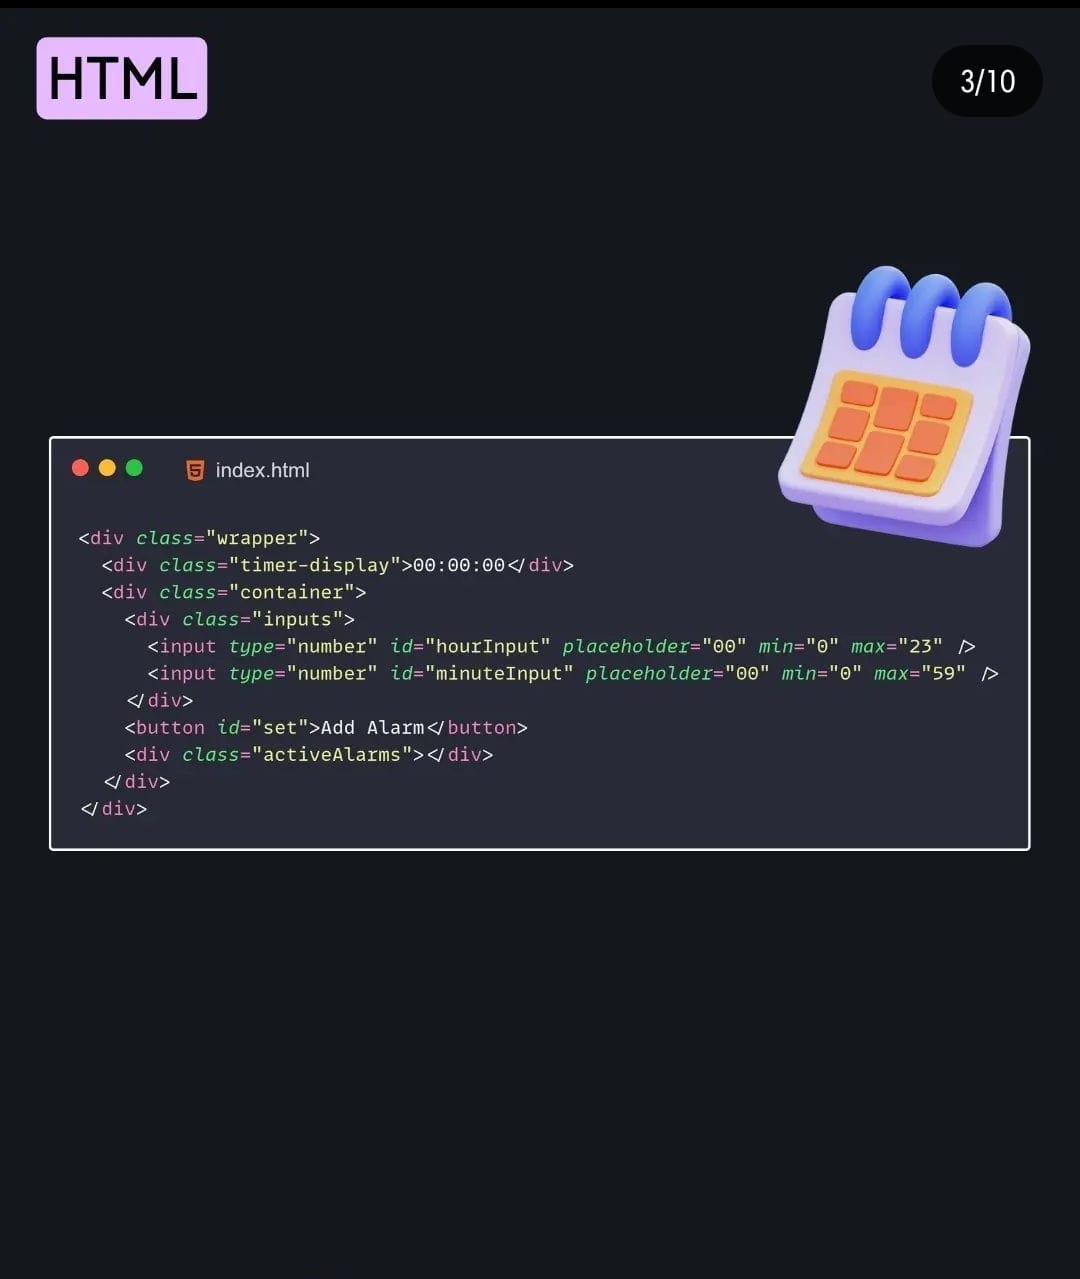 HTML
3/10
index.html
<div class="wrapper">
<div class="timer-display">00:00:00</div>
<div class="container">
<div class="inputs">
<input type="number" id="hourInput" placeholder="00" min="0" max="23" />
<input type="number" id="minuteInput" placeholder="00" min="0" max="59" />
</div>
<button id="set">Add Alarm</button>
<div class="activeAlarms"></div>
</div>
</div>